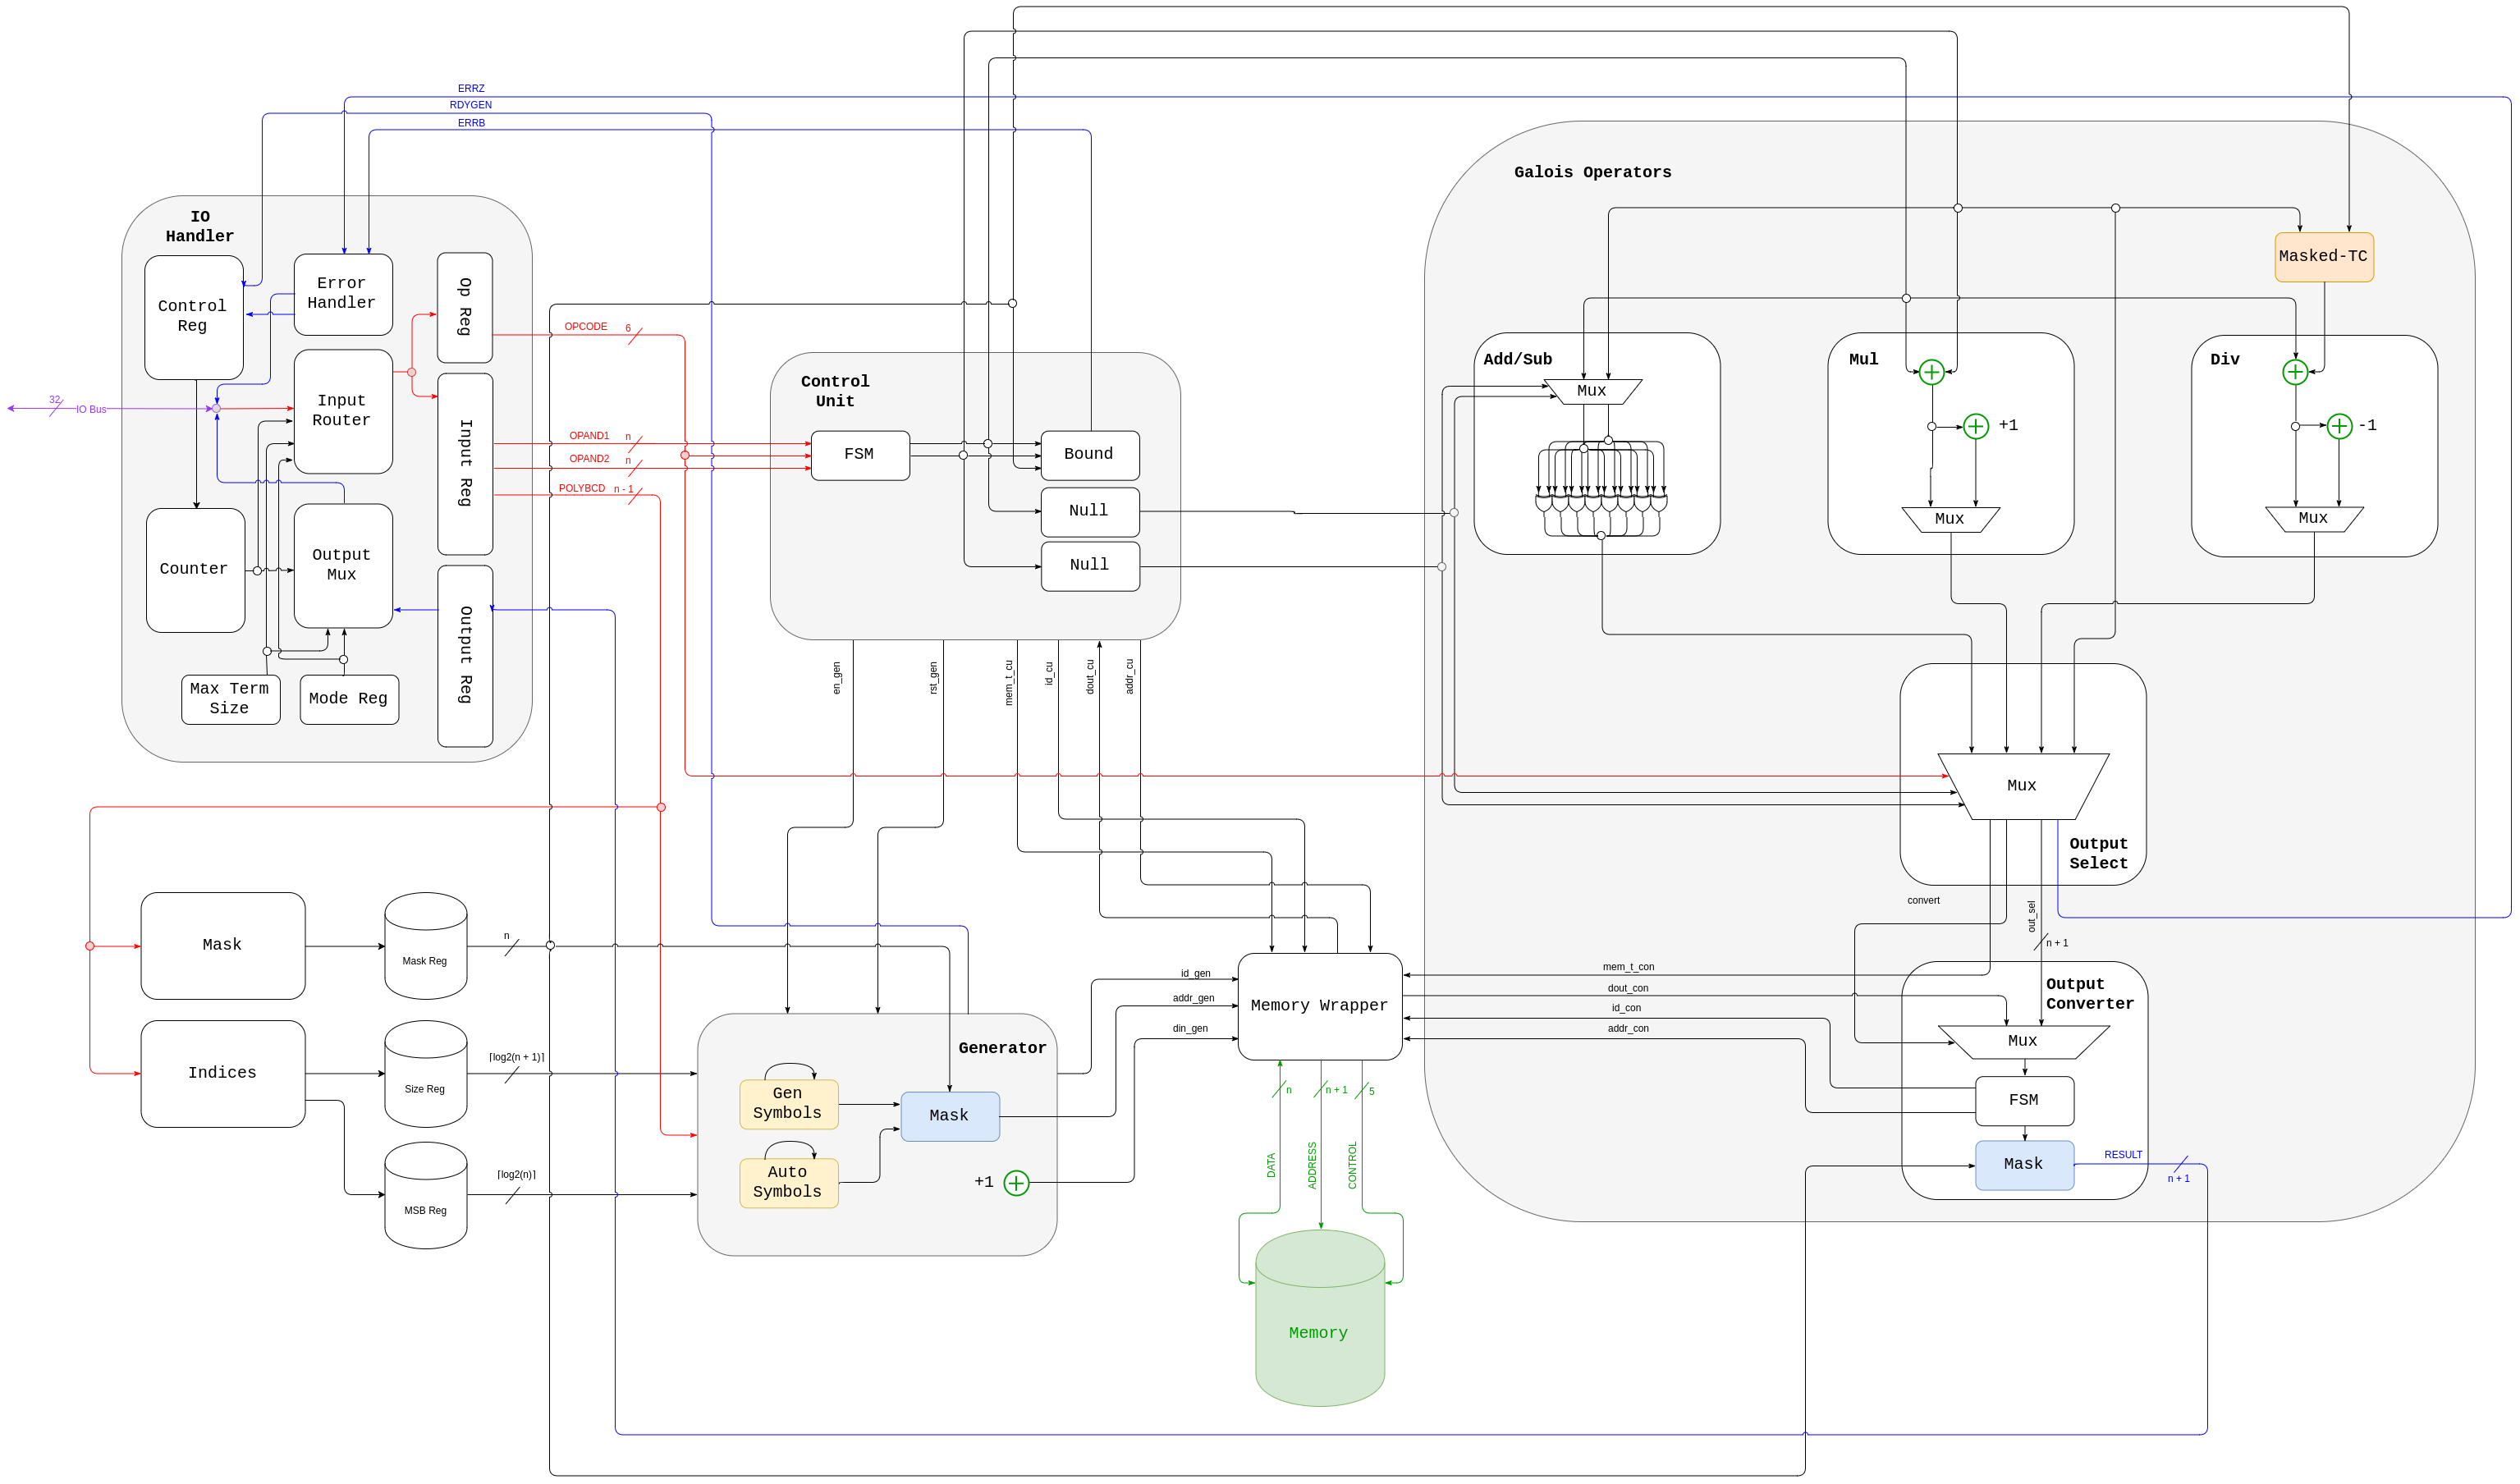 ERRZ
RDYGEN
ERRB
Galois Operators
IO
Handler
Control
Reg
Error
Handler
Op Reg
Input
Router
Input Reg
Output
Mux
Counter
Output Reg
Max Term
Size
Mode Reg
32
IO Bus
OPCODE
6
OPAND1
n
OPAND2
n
POLYBCD
n - 1
Control
Unit
FSM
Bound
Null
Null
Masked-TC
Add/Sub
Mux
Mul
+1
Mux
Div
-1
Mux
en_gen
rst_gen
mem_t_cu
id_cu
dout_cu
addr_cu
Mux
Output
Select
convert
out_sel
n + 1
Mask
Mask Reg
n
Indices
Size Reg
⌈log2(n + 1)⌉
MSB Reg
⌈log2(n)⌉
Generator
Gen
Symbols
Auto
Symbols
Mask
+1
id_gen
addr_gen
din_gen
Memory Wrapper
mem_t_con
dout_con
id_con
addr_con
Output
Converter
Mux
FSM
Mask
RESULT
n + 1
n
n + 1
5
DATA
ADDRESS
CONTROL
Memory